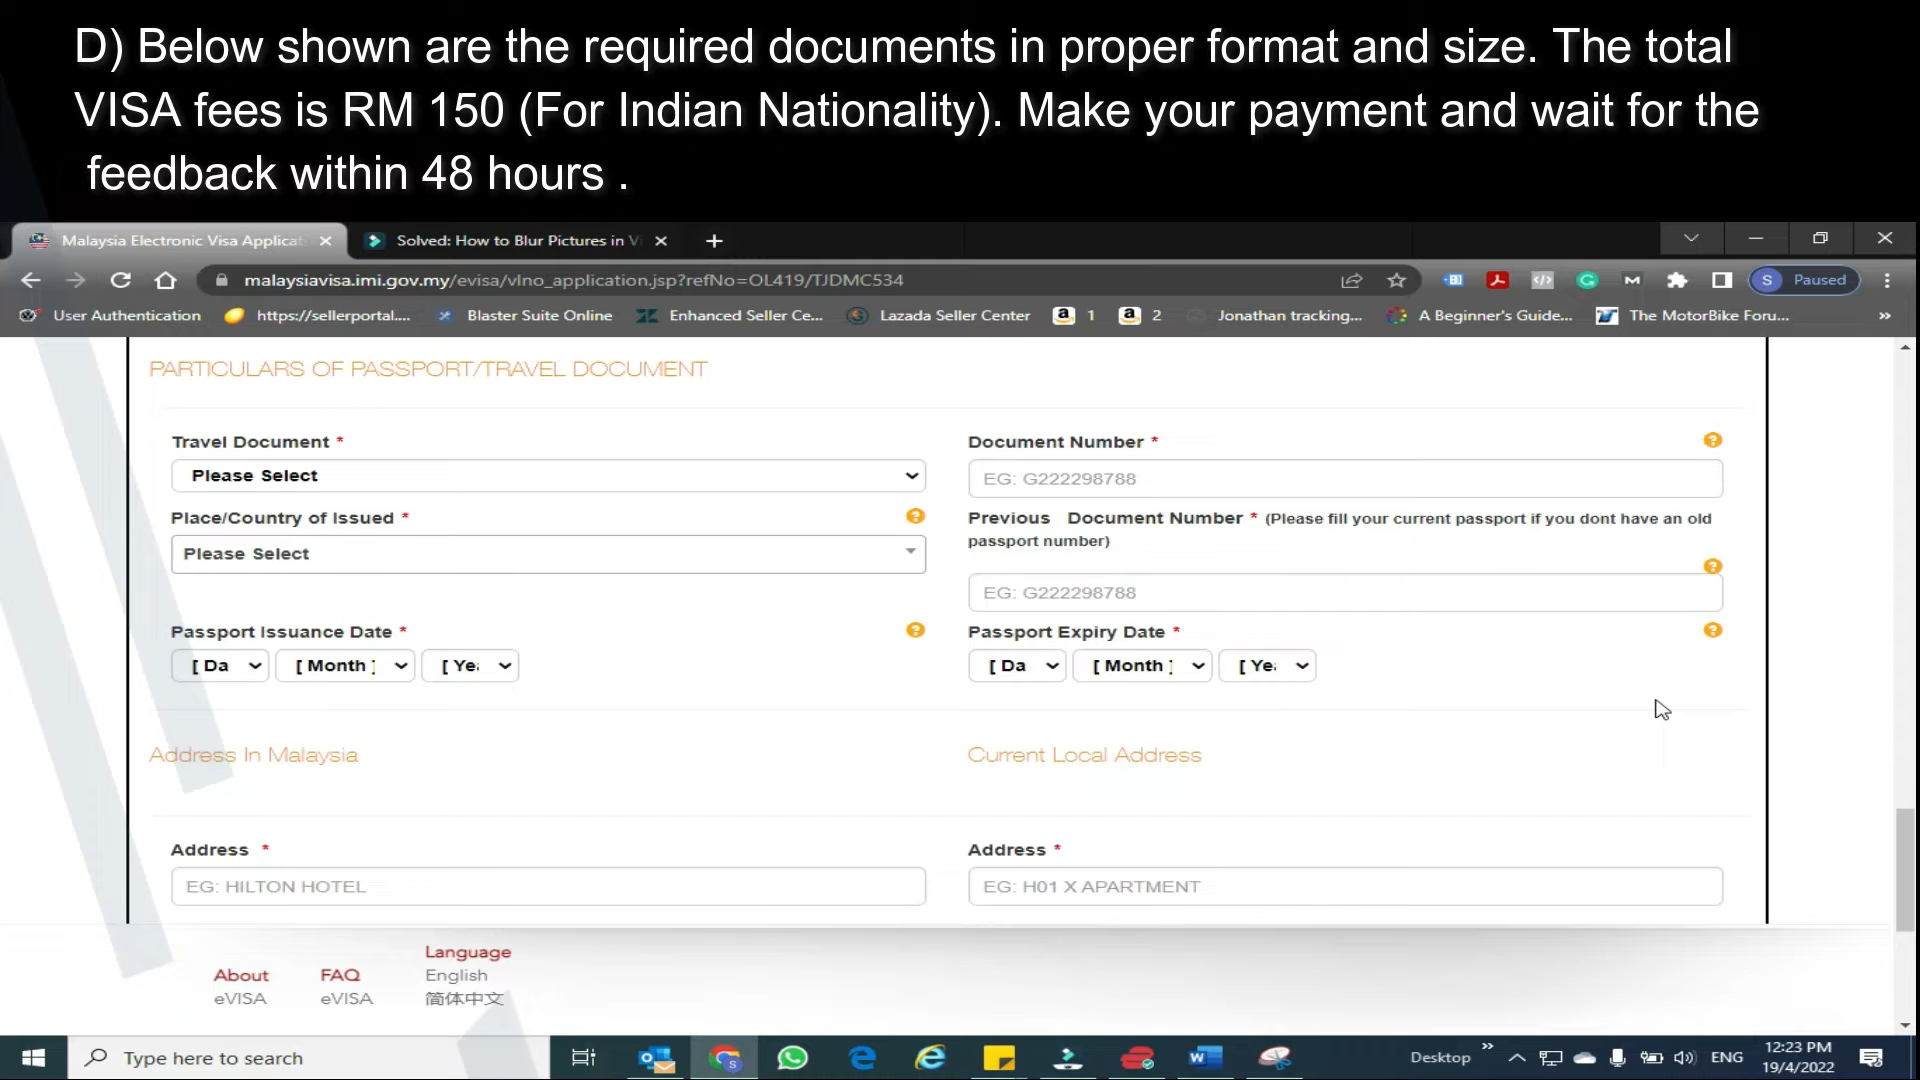 D) Below shown are the required documents in proper format and size. The total
VISA fees is RM 150 (For Indian Nationality). Make your payment and wait for the
feedback within 48 hours .
Malaysia Electronic Visa Applicat
Solved: How to Blur Pictures in Vi
malaysiavisa.imi.gov.my/evisa/vlno_application.jsp?refNo=OL419/TJDMC534
S Paused
User Authentication https://sellerportal.... Blaster Suite Online Enhanced Seller Ce... Lazada Seller Center 1 2 Jonathan tracking... A Beginner's Guide... The MotorBike Foru... »
PARTICULARS OF PASSPORT/TRAVEL DOCUMENT
Travel Document *
Please Select
Document Number *
EG: G222298788
Place/Country of Issued *
Please Select
Previous Document Number * (Please fill your current passport if you dont have an old
passport number)
EG: G222298788
Passport Issuance Date *
[ Da [ Month ] [ Yea
Passport Expiry Date *
[ Da [ Month ] [ Yea
Address In Malaysia
Current Local Address
Address *
EG: HILTON HOTEL
Address *
EG: H01 X APARTMENT
About
eVISA
FAQ
eVISA
Language
English
简体中文
Type here to search
Desktop » ENG
12:23 PM
19/4/2022